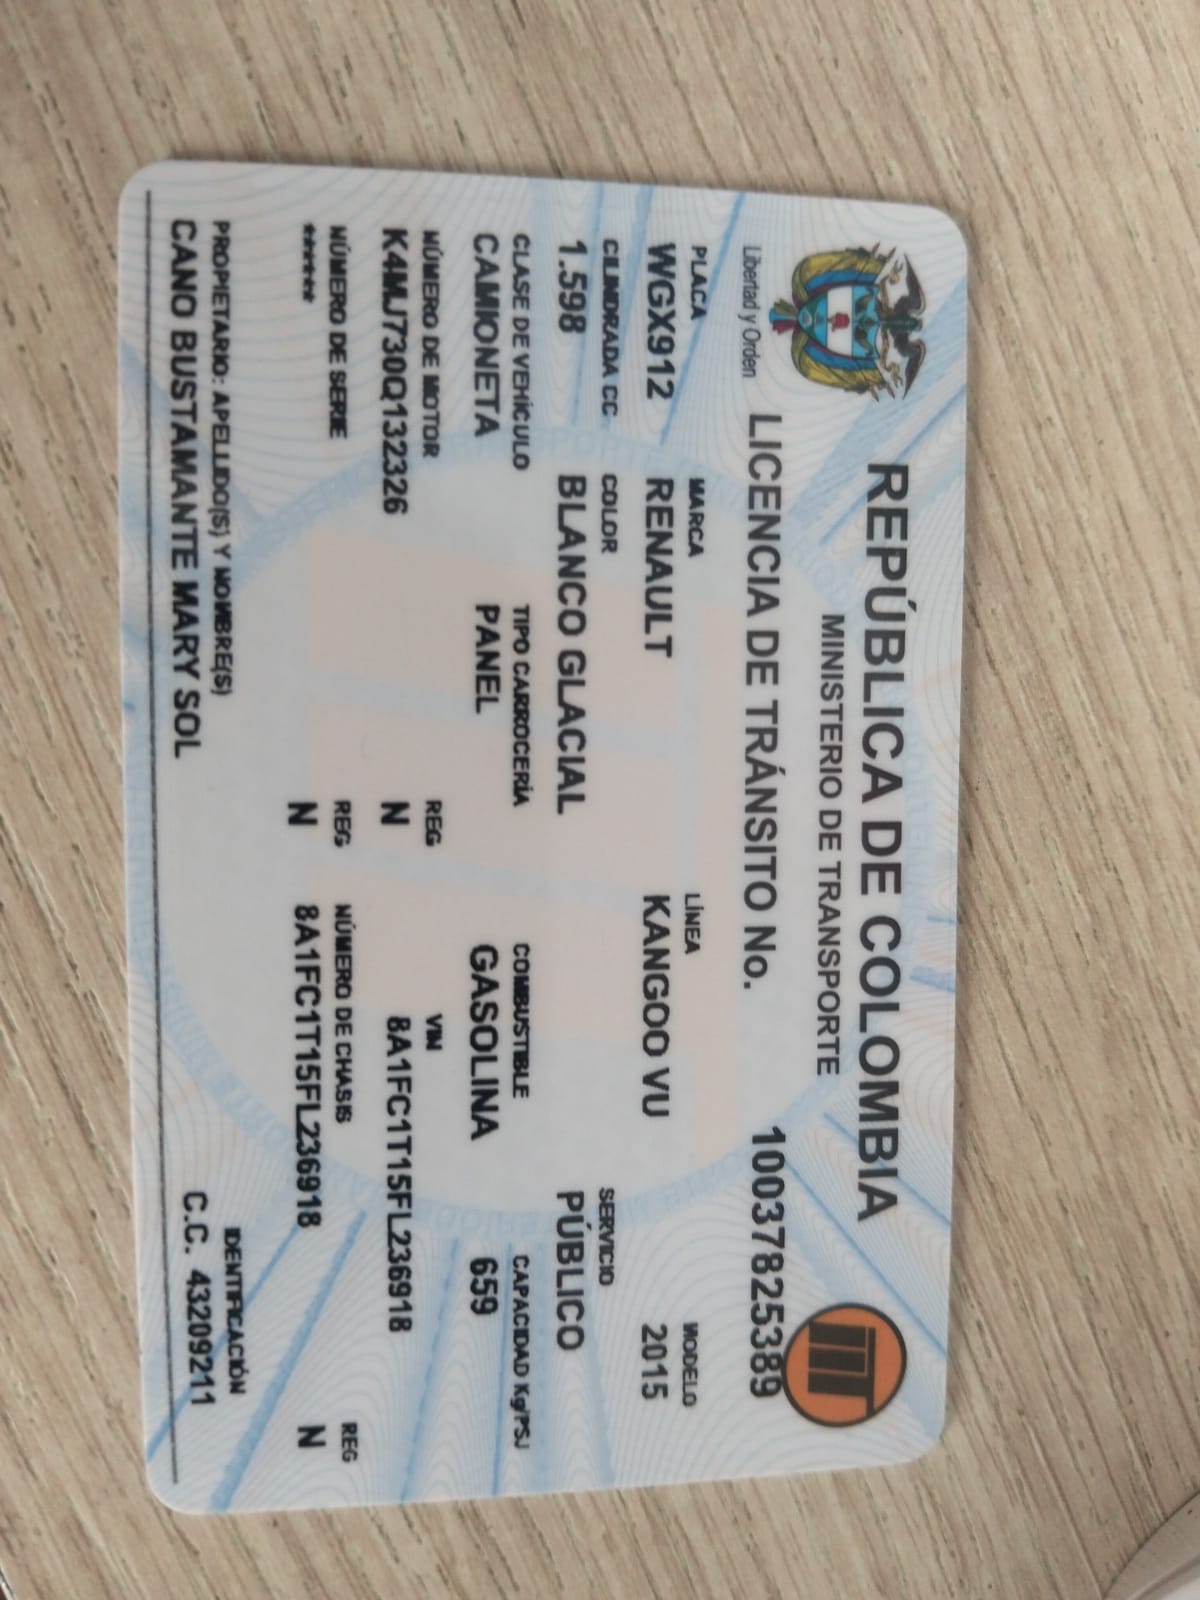 REPÚBLICA DE COLOMBIA
MINISTERIO DE TRANSPORTE
Libertad y Orden
LICENCIA DE TRÁNSITO No. 10037825389
PLACA MARCA LÍNEA MODELO
WGX912 RENAULT KANGOO VU 2015
CILINDRADA CC COLOR SERVICIO
1.598 BLANCO GLACIAL PÚBLICO
CLASE DE VEHÍCULO TIPO CARROCERÍA COMBUSTIBLE CAPACIDAD Kg/PSJ
CAMIONETA PANEL GASOLINA 659
NÚMERO DE MOTOR REG VIN
K4MJ730Q132326 N 8A1FC1T15FL236918
NÚMERO DE SERIE REG NÚMERO DE CHASIS REG
***** N 8A1FC1T15FL236918 N
PROPIETARIO: APELLIDO(S) Y NOMBRE(S) IDENTIFICACIÓN
CANO BUSTAMANTE MARY SOL C.C. 43209211